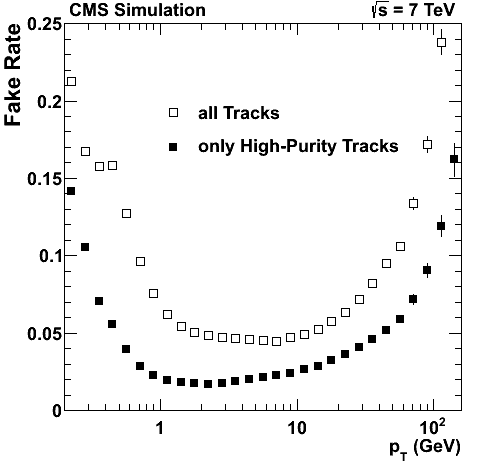 CMS Simulation
√s = 7 TeV
Fake Rate
0.25
0.2
0.15
0.1
0.05
0
all Tracks
only High-Purity Tracks
1
10
10²
p_T (GeV)